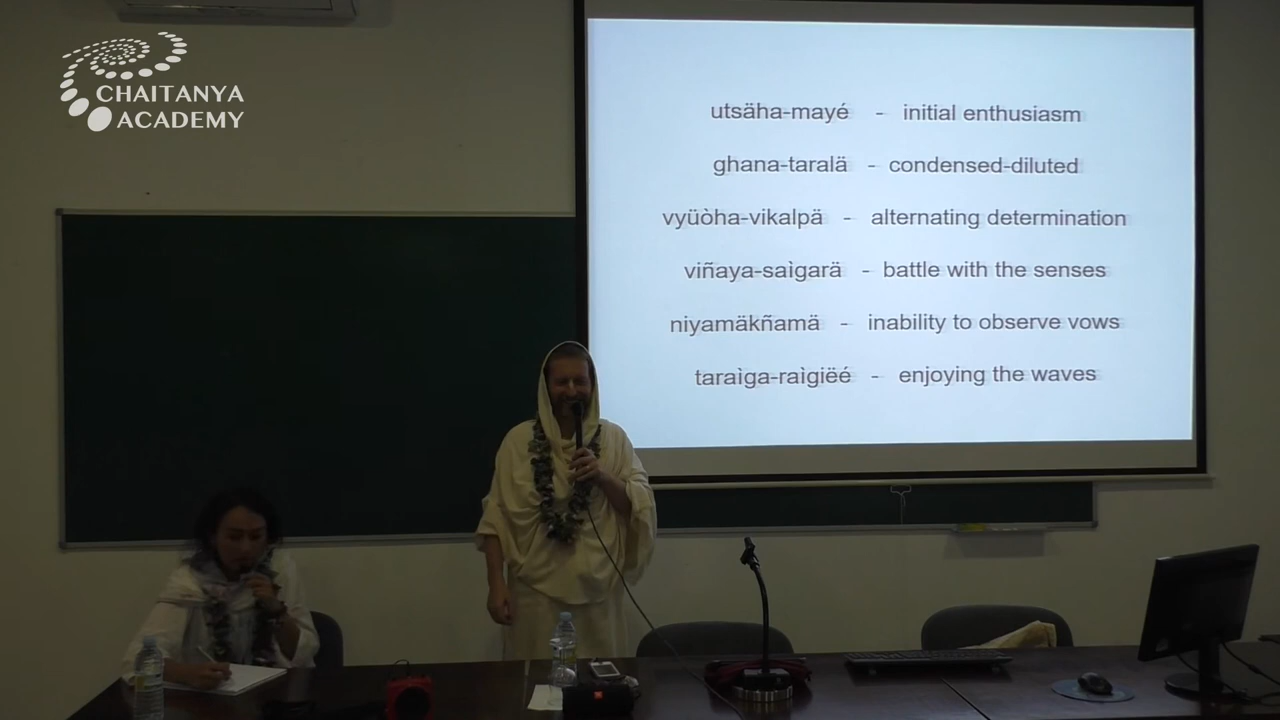 CHAITANYA
ACADEMY
utsäha-mayé - initial enthusiasm
ghana-taralä - condensed-diluted
vyüòha-vikalpä - alternating determination
viñaya-saìgarä - battle with the senses
niyamäkñamä - inability to observe vows
taraìga-raìgiëé - enjoying the waves